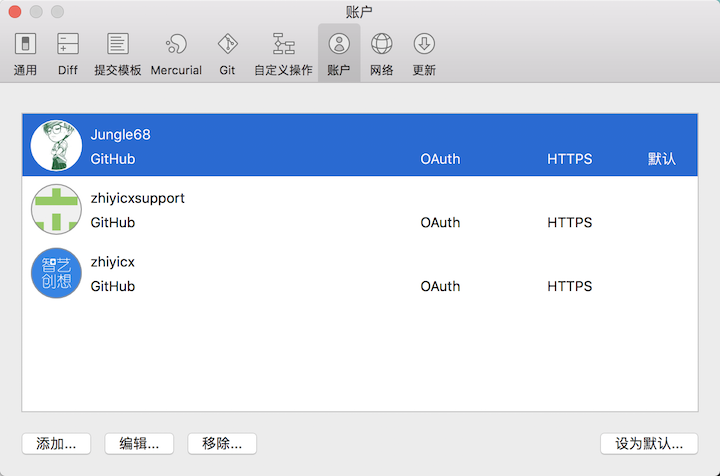 账户
通用 Diff 提交模板 Mercurial Git 自定义操作 账户 网络 更新
Jungle68
GitHub OAuth HTTPS 默认
zhiyicxsupport
GitHub OAuth HTTPS
智艺
创想
zhiyicx
GitHub OAuth HTTPS
添加... 编辑... 移除... 设为默认...